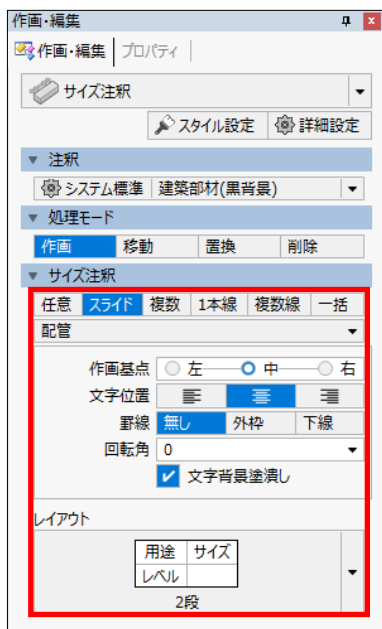 作画・編集
作画・編集 プロパティ
サイズ注釈
スタイル設定 詳細設定
注釈
システム標準 建築部材(黒背景)
処理モード
作画 移動 置換 削除
サイズ注釈
任意 スライド 複数 1本線 複数線 一括
配管
作画基点 左 中 右
文字位置
罫線 無し 外枠 下線
回転角 0
文字背景塗潰し
レイアウト
用途 サイズ
レベル
2段